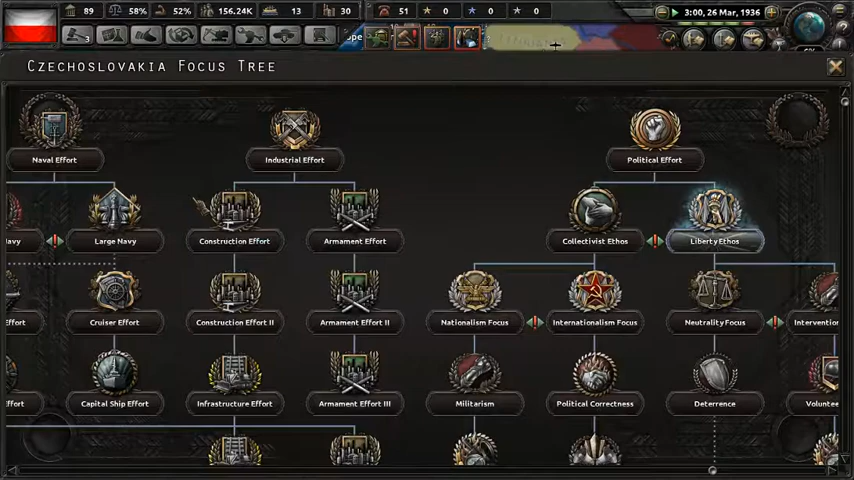 89 58% 52% 156.24K 13 30 51 0 0 0 3:00, 26 Mar, 1936
3
Czechoslovakia Focus Tree
Naval Effort Industrial Effort Political Effort
Large Navy Construction Effort Armament Effort Collectivist Ethos Liberty Ethos
Cruiser Effort Construction Effort II Armament Effort II Nationalism Focus Internationalism Focus Neutrality Focus Intervention
Capital Ship Effort Infrastructure Effort Armament Effort III Militarism Political Correctness Deterrence Voluntee